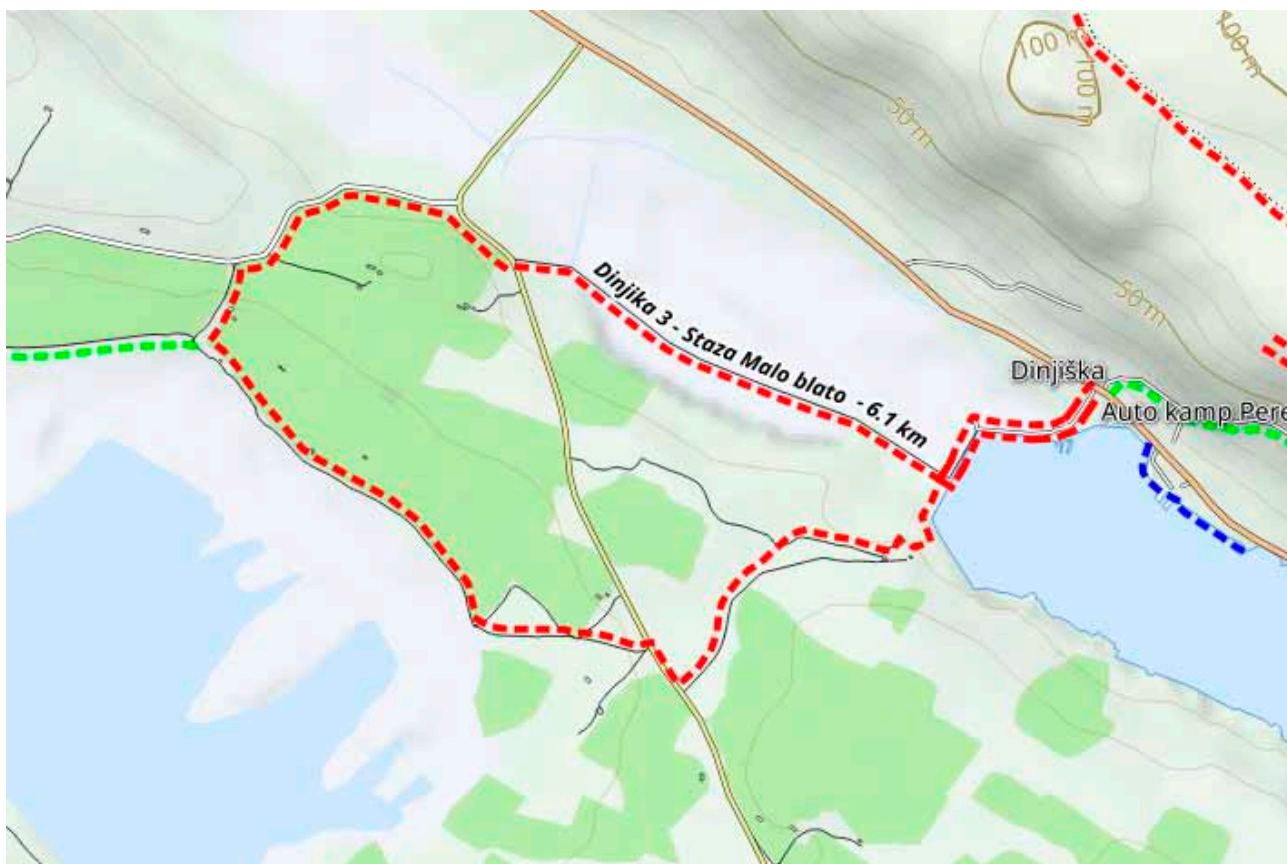 100 m
100 m
100 m
50 m
50 m
Dinjika 3 - Staza Malo blato - 6.1 km
Dinjiška
Auto kamp Pere